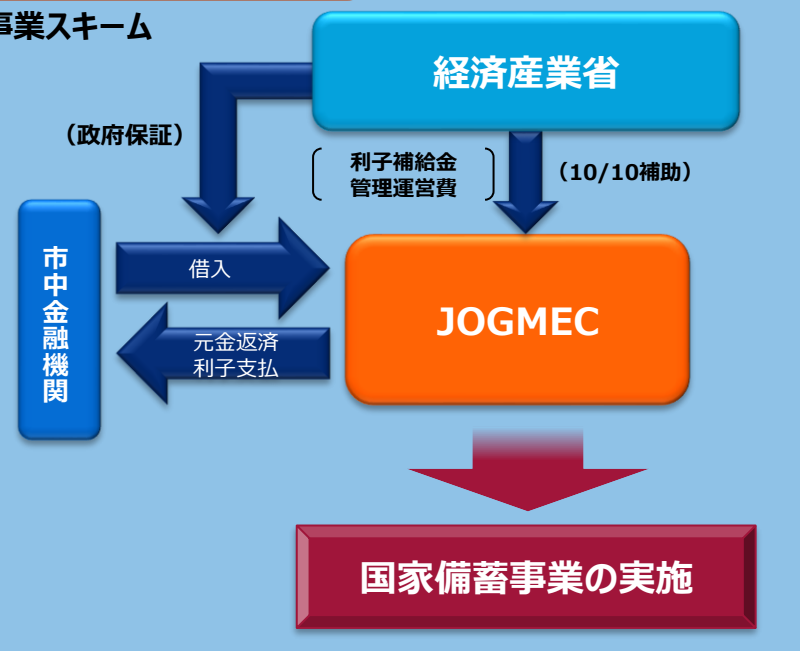 事業スキーム
経済産業省
（政府保証）
利子補給金
管理運営費
（10/10補助）
市中金融機関
借入
JOGMEC
元金返済
利子支払
国家備蓄事業の実施